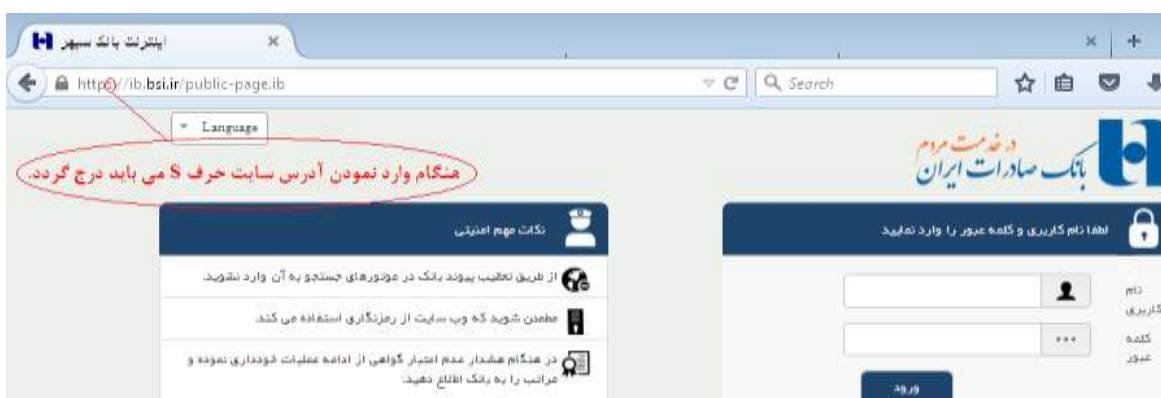 اینترنت بانک سپهر
https://ib.bsi.ir/public-page.ib
Search
Language
در خدمت مردم
بانک صادرات ایران
هنگام وارد نمودن آدرس سایت حرف S می باید درج گردد.
لطفا نام کاربری و کلمه عبور را وارد نمایید
نام کاربری
کلمه عبور
ورود
نکات مهم امنیتی
از طریق تعقیب پیوند بانک در موتورهای جستجو به آن وارد نشوید.
مطمئن شوید که وب سایت از رمزنگاری استفاده می کند.
در هنگام هشدار عدم اعتبار گواهی از ادامه عملیات خودداری نموده و
مراتب را به بانک اطلاع دهید.